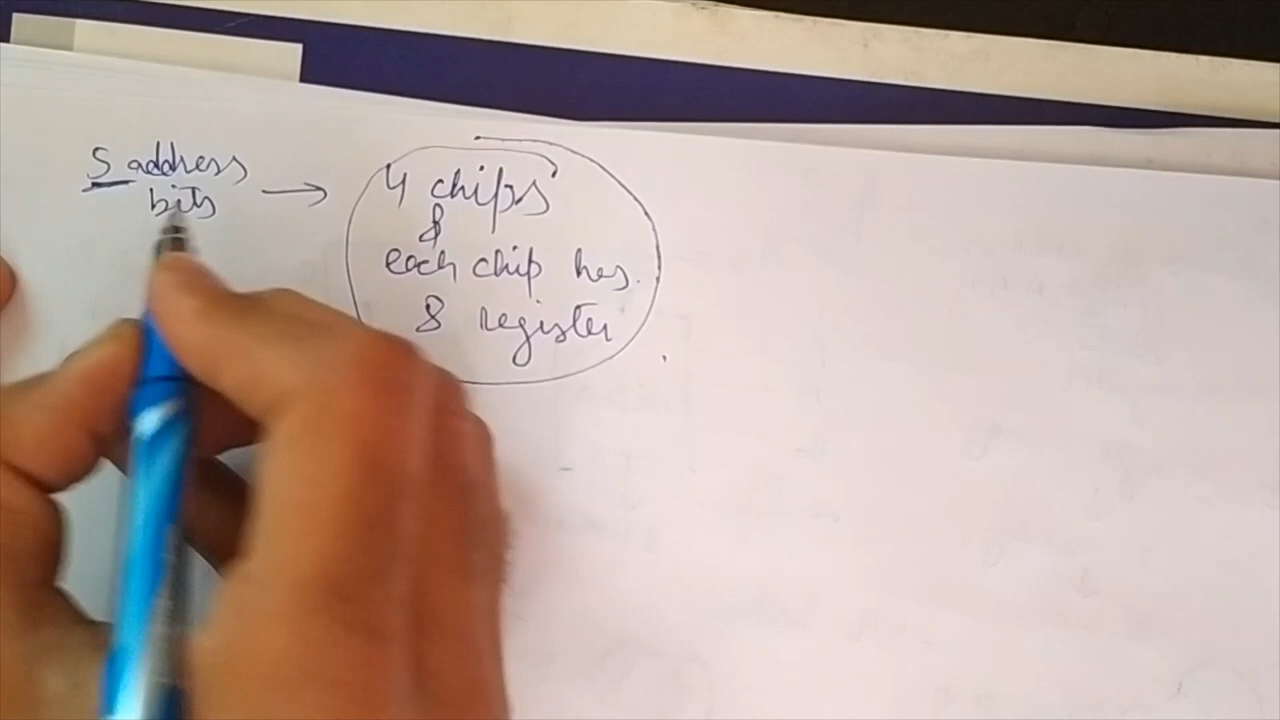 5 address
bits → 4 chips
&
each chip has
8 register